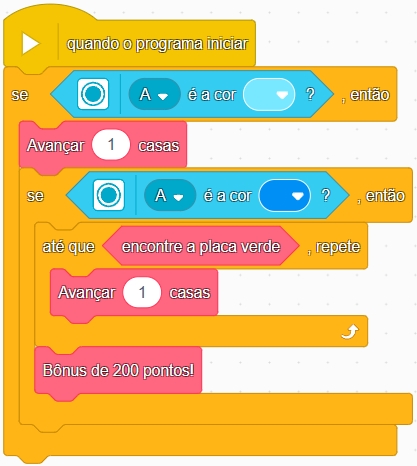 quando o programa iniciar
se A é a cor ? , então
Avançar 1 casas
se A é a cor ? , então
até que encontre a placa verde , repete
Avançar 1 casas
Bônus de 200 pontos!